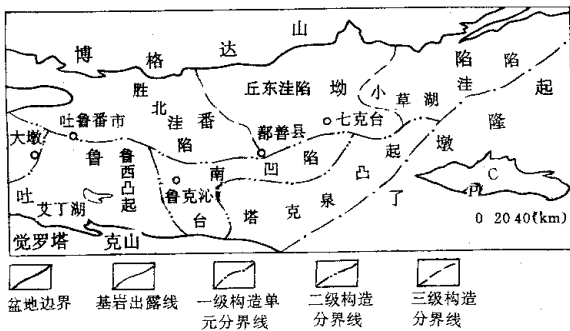 博格达山
胜北洼陷
丘东洼陷
小草湖洼陷
吐鲁番坳陷
了墩隆起
吐鲁番市
七克台
鄯善县
大墩
鲁西凸起
鲁克沁
台南凹陷
塔克泉凸起
艾丁湖
C
0 20 40(km)
觉罗塔克山
盆地边界
基岩出露线
一级构造单元分界线
二级构造分界线
三级构造分界线